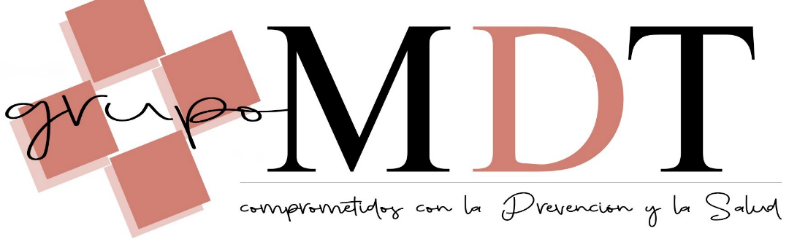 grupo MDT
comprometidos con la Prevencion y la Salud